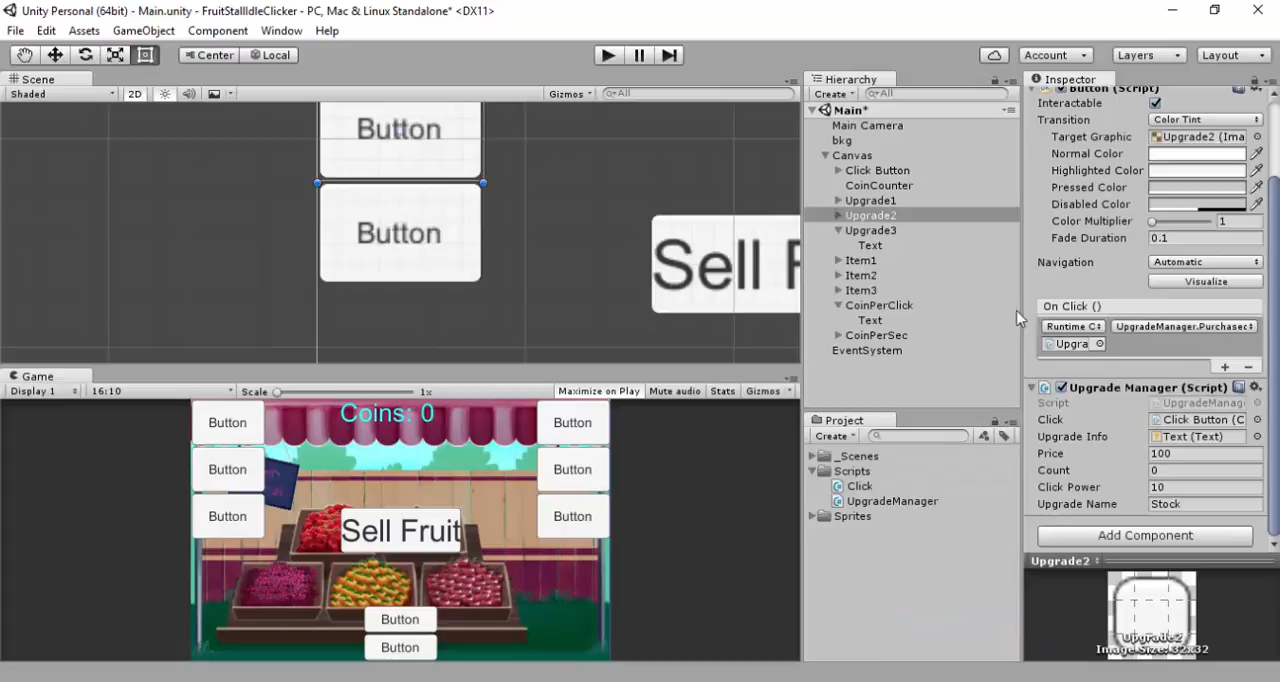 Unity Personal (64bit) - Main.unity - FruitStallIdleClicker - PC, Mac & Linux Standalone* <DX11>
File Edit Assets GameObject Component Window Help
Center Local Account Layers Layout
Scene
Shaded 2D Gizmos All
Button
Button
Sell F
Hierarchy
Create All
Main*
Main Camera
bkg
Canvas
Click Button
CoinCounter
Upgrade1
Upgrade2
Upgrade3
Text
Item1
Item2
Item3
CoinPerClick
Text
CoinPerSec
EventSystem
Inspector
Button (Script)
Interactable
Transition Color Tint
Target Graphic Upgrade2 (Ima
Normal Color
Highlighted Color
Pressed Color
Disabled Color
Color Multiplier 1
Fade Duration 0.1
Navigation Automatic
Visualize
On Click ()
Runtime C UpgradeManager.Purchase
Upgra
Upgrade Manager (Script)
Script UpgradeManag
Click Click Button (C
Upgrade Info Text (Text)
Price 100
Count 0
Click Power 10
Upgrade Name Stock
Add Component
Upgrade2
Upgrade2
Image Size: 32x32
Game
Display 1 16:10 Scale 1x Maximize on Play Mute audio Stats Gizmos
Coins: 0
Button Button
Button Button
Button Button
Sell Fruit
Button
Button
Project
Create
_Scenes
Scripts
Click
UpgradeManager
Sprites